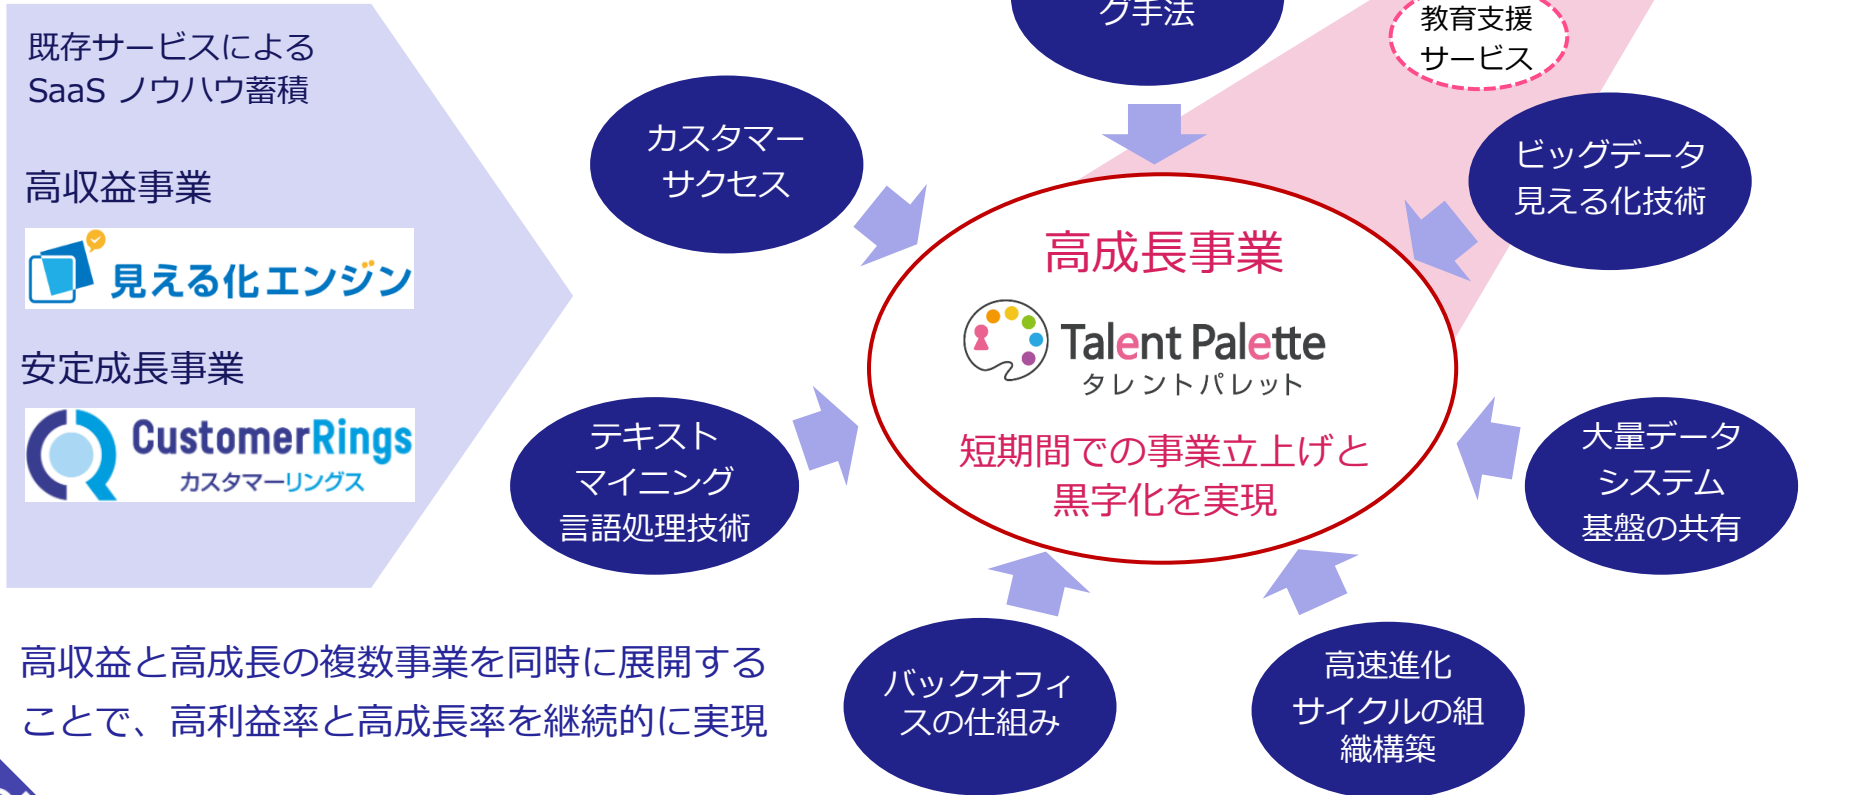 既存サービスによる
SaaS ノウハウ蓄積
高収益事業
見える化エンジン
安定成長事業
CustomerRings
カスタマーリングス
高収益と高成長の複数事業を同時に展開する
ことで、高利益率と高成長率を継続的に実現
グ手法
教育支援
サービス
カスタマー
サクセス
ビッグデータ
見える化技術
高成長事業
Talent Palette
タレントパレット
短期間での事業立上げと
黒字化を実現
テキスト
マイニング
言語処理技術
大量データ
システム
基盤の共有
バックオフィ
スの仕組み
高速進化
サイクルの組
織構築